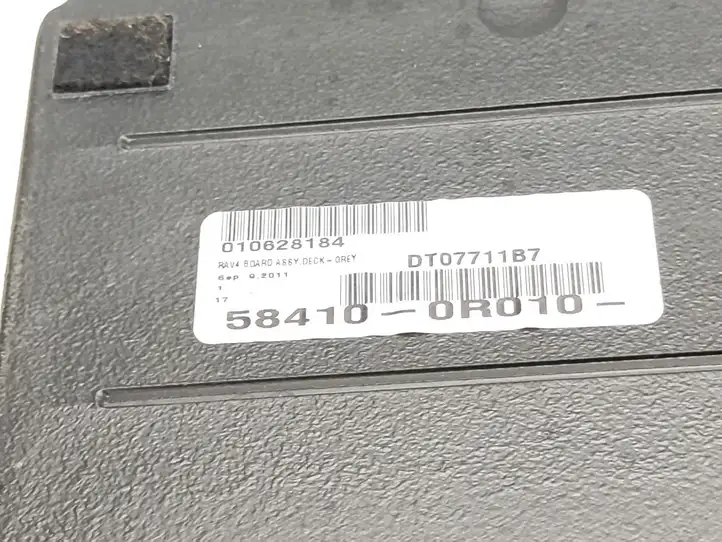 010628184
RAV4 BOARD ASSY,DECK-GREY
DT07711B7
Sep 9.2011
1
17
58410-0R010-